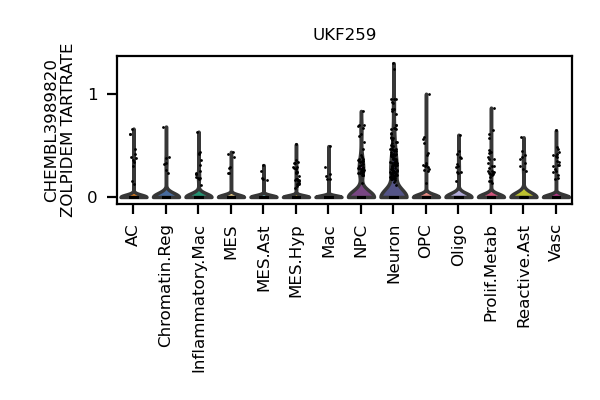 UKF259
CHEMBL3989820
ZOLPIDEM TARTRATE
1
0
AC
Chromatin.Reg
Inflammatory.Mac
MES
MES.Ast
MES.Hyp
Mac
NPC
Neuron
OPC
Oligo
Prolif.Metab
Reactive.Ast
Vasc